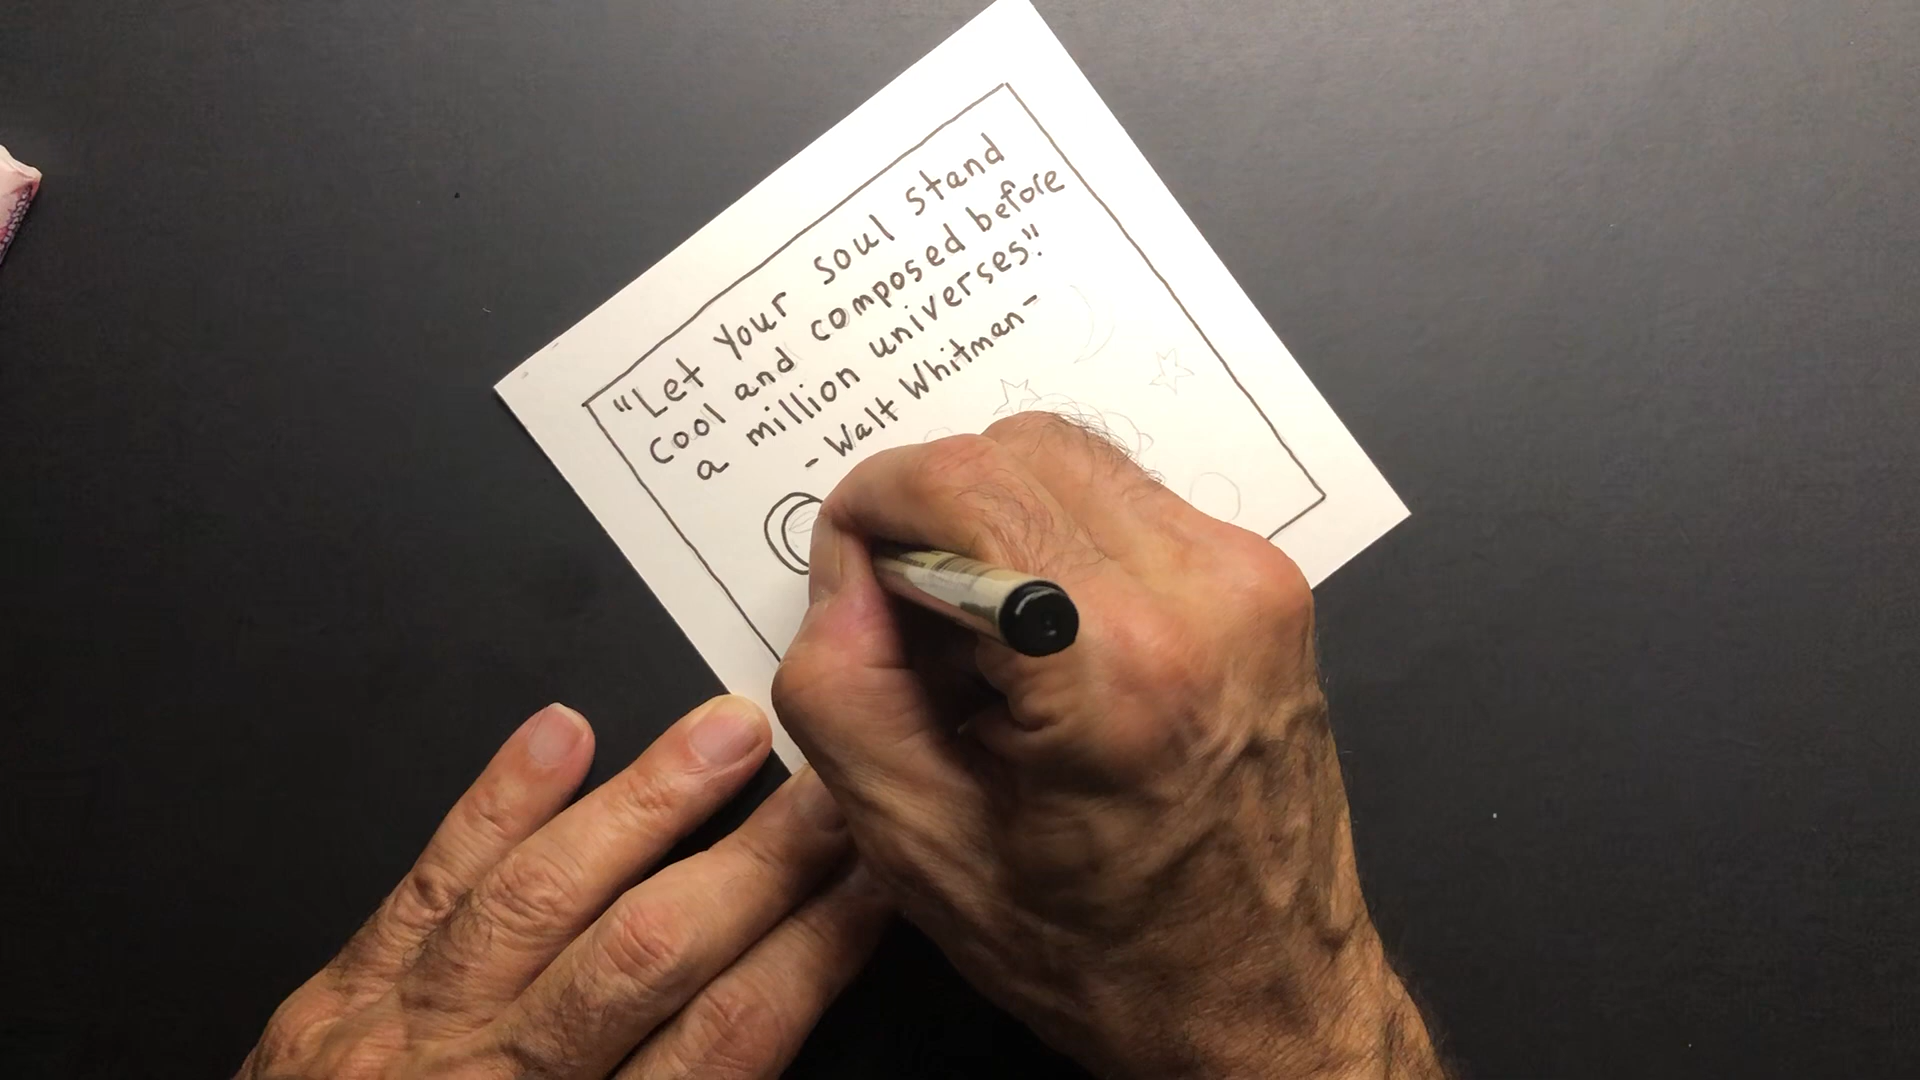 "Let your soul stand
cool and composed before
a million universes."
- Walt Whitman -